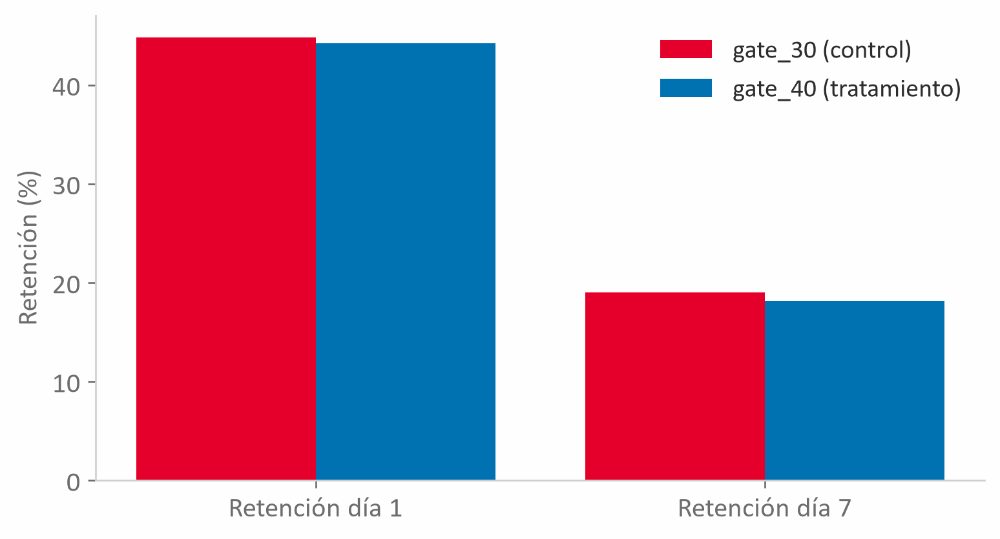 gate_30 (control)
gate_40 (tratamiento)
Retención (%)
40
30
20
10
0
Retención día 1
Retención día 7